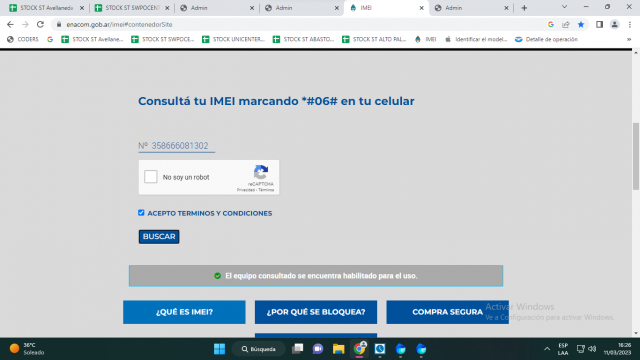 STOCK ST Avellaneda
STOCK ST SWPOCENT
Admin
Admin
IMEI
Admin
enacom.gob.ar/imei#contenedorSite
CODERS
G
STOCK ST Avellane...
STOCK ST SWPOCE...
STOCK UNICENTER...
STOCK ST ABASTO...
STOCK ST ALTO PAL...
IMEI
Identificar el model...
Detalle de operación
Consultá tu IMEI marcando *#06# en tu celular
Nº 358666081302
No soy un robot
reCAPTCHA
Privacidad - Términos
ACEPTO TERMINOS Y CONDICIONES
BUSCAR
El equipo consultado se encuentra habilitado para el uso.
¿QUÉ ES IMEI?
¿POR QUÉ SE BLOQUEA?
COMPRA SEGURA
Activar Windows
Ve a Configuración para activar Windows.
36°C
Soleado
Búsqueda
ESP
LAA
16:26
11/03/2023